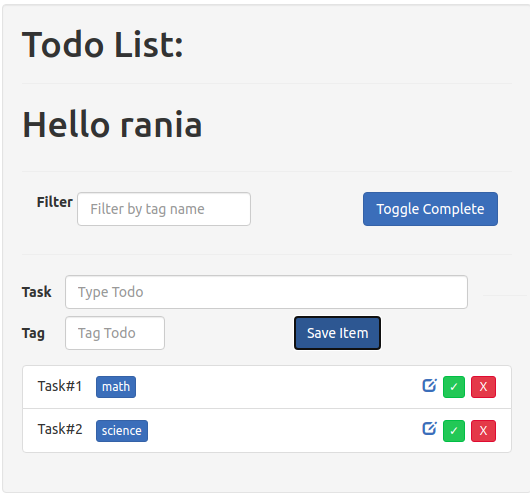 Todo List:
Hello rania
Filter Filter by tag name Toggle Complete
Task Type Todo
Tag Tag Todo Save Item
Task#1 math ✓ X
Task#2 science ✓ X